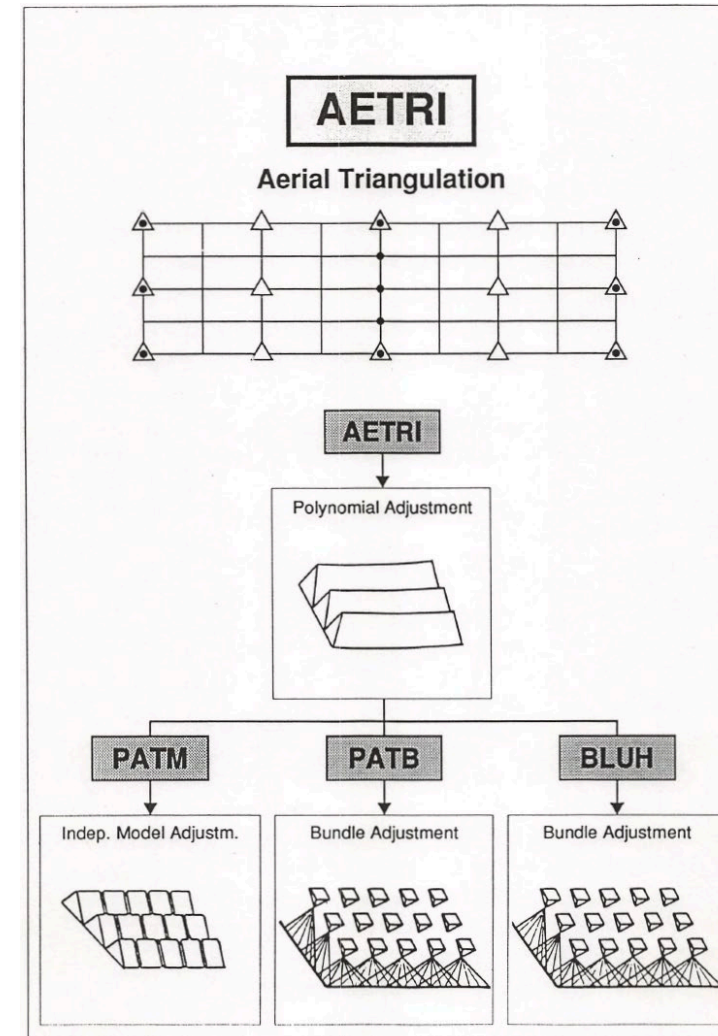 AETRI
Aerial Triangulation
AETRI
Polynomial Adjustment
PATM
PATB
BLUH
Indep. Model Adjustm.
Bundle Adjustment
Bundle Adjustment